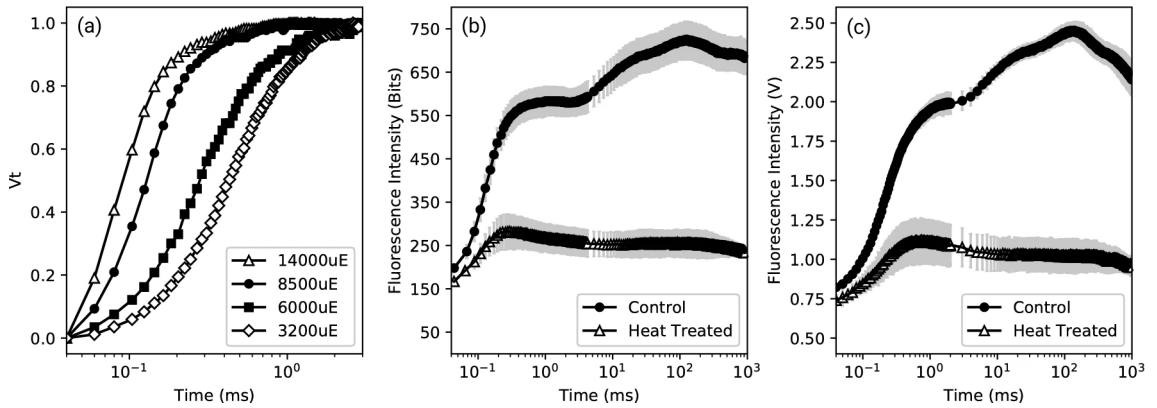 (a)
Vt
1.0
0.8
0.6
0.4
0.2
0.0
14000uE
8500uE
6000uE
3200uE
10⁻¹
10⁰
Time (ms)
(b)
Fluorescence Intensity (Bits)
750
650
550
450
350
250
150
50
Control
Heat Treated
10⁻¹
10⁰
10¹
10²
10³
Time (ms)
(c)
Fluorescence Intensity (V)
2.50
2.25
2.00
1.75
1.50
1.25
1.00
0.75
0.50
Control
Heat Treated
10⁻¹
10⁰
10¹
10²
10³
Time (ms)